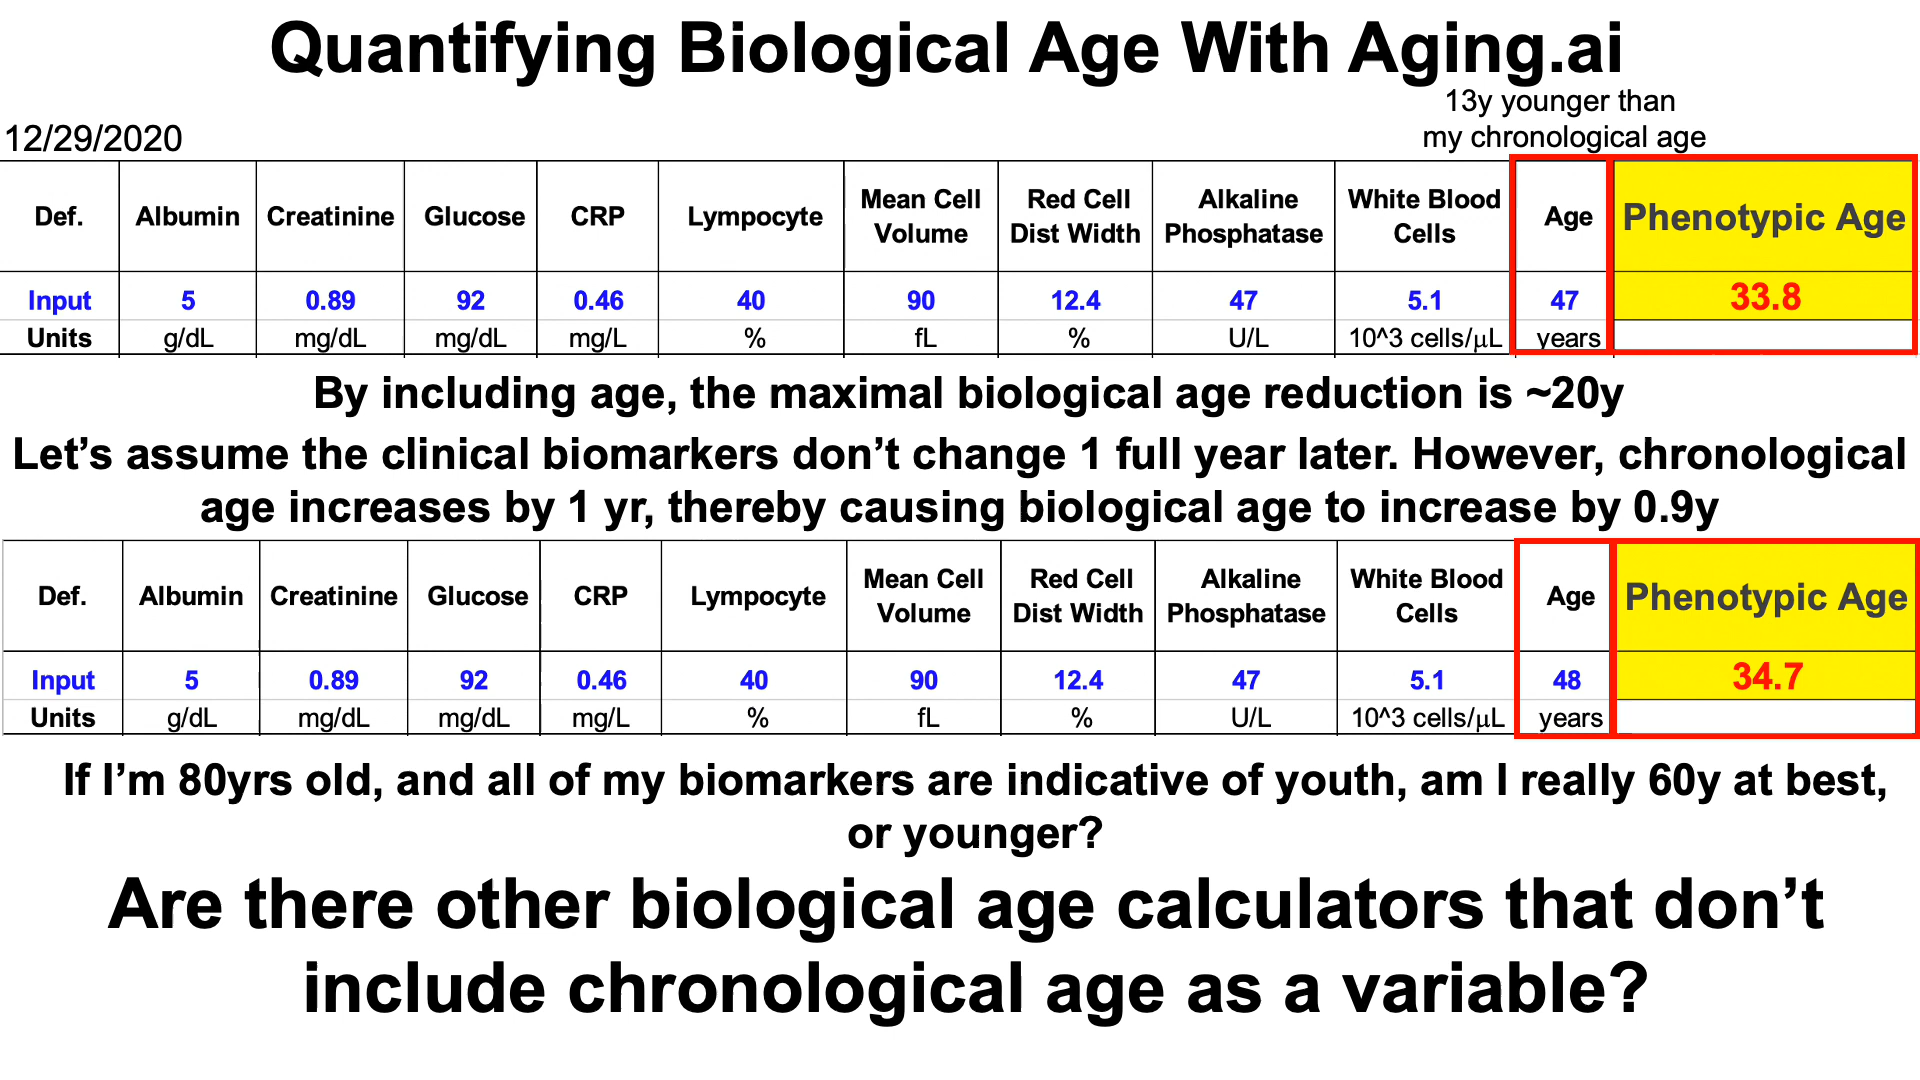 Quantifying Biological Age With Aging.ai
13y younger than
my chronological age
12/29/2020
Def. Albumin Creatinine Glucose CRP Lympocyte Mean Cell Volume Red Cell Dist Width Alkaline Phosphatase White Blood Cells Age Phenotypic Age
Input 5 0.89 92 0.46 40 90 12.4 47 5.1 47 33.8
Units g/dL mg/dL mg/dL mg/L % fL % U/L 10^3 cells/μL years
By including age, the maximal biological age reduction is ~20y
Let’s assume the clinical biomarkers don’t change 1 full year later. However, chronological
age increases by 1 yr, thereby causing biological age to increase by 0.9y
Def. Albumin Creatinine Glucose CRP Lympocyte Mean Cell Volume Red Cell Dist Width Alkaline Phosphatase White Blood Cells Age Phenotypic Age
Input 5 0.89 92 0.46 40 90 12.4 47 5.1 48 34.7
Units g/dL mg/dL mg/dL mg/L % fL % U/L 10^3 cells/μL years
If I’m 80yrs old, and all of my biomarkers are indicative of youth, am I really 60y at best,
or younger?
Are there other biological age calculators that don’t
include chronological age as a variable?